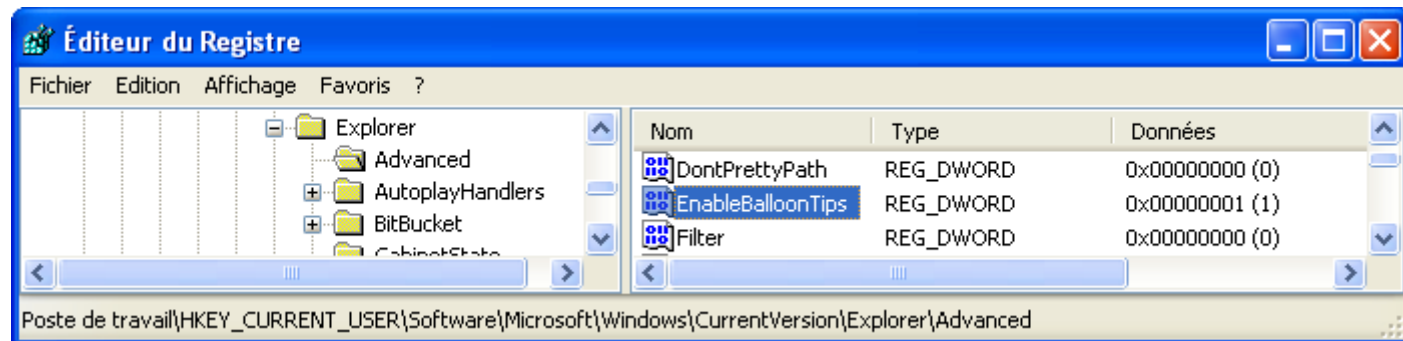 Éditeur du Registre
Fichier Edition Affichage Favoris ?
Explorer
Advanced
AutoplayHandlers
BitBucket
CabinetState
Nom Type Données
DontPrettyPath REG_DWORD 0x00000000 (0)
EnableBalloonTips REG_DWORD 0x00000001 (1)
Filter REG_DWORD 0x00000000 (0)
Poste de travail\HKEY_CURRENT_USER\Software\Microsoft\Windows\CurrentVersion\Explorer\Advanced